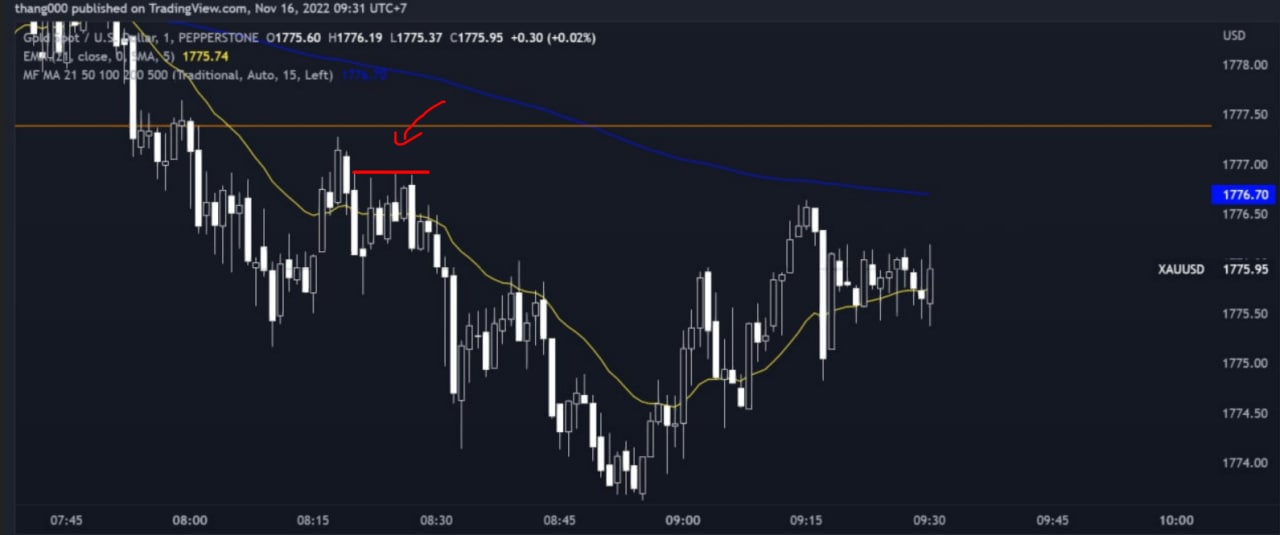 thang000 published on TradingView.com, Nov 16, 2022 09:31 UTC+7
Gold Spot / U.S. Dollar, 1, PEPPERSTONE O1775.60 H1776.19 L1775.37 C1775.95 +0.30 (+0.02%)
EMA (21, close, 0, SMA, 5) 1775.74
MF MA 21 50 100 200 500 (Traditional, Auto, 15, Left) 1776.70
USD
1778.00
1777.50
1777.00
1776.70
1776.50
XAUUSD 1775.95
1775.50
1775.00
1774.50
1774.00
07:45 08:00 08:15 08:30 08:45 09:00 09:15 09:30 09:45 10:00